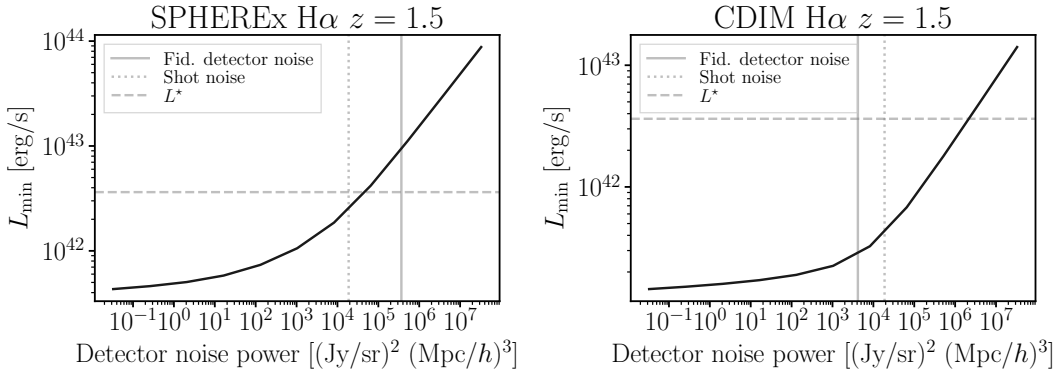 SPHEREx Hα z = 1.5
Fid. detector noise
Shot noise
L⋆
10^44
10^43
10^42
L_min [erg/s]
10^−1 10^0 10^1 10^2 10^3 10^4 10^5 10^6 10^7
Detector noise power [(Jy/sr)^2 (Mpc/h)^3]
CDIM Hα z = 1.5
Fid. detector noise
Shot noise
L⋆
10^43
10^42
L_min [erg/s]
10^−1 10^0 10^1 10^2 10^3 10^4 10^5 10^6 10^7
Detector noise power [(Jy/sr)^2 (Mpc/h)^3]